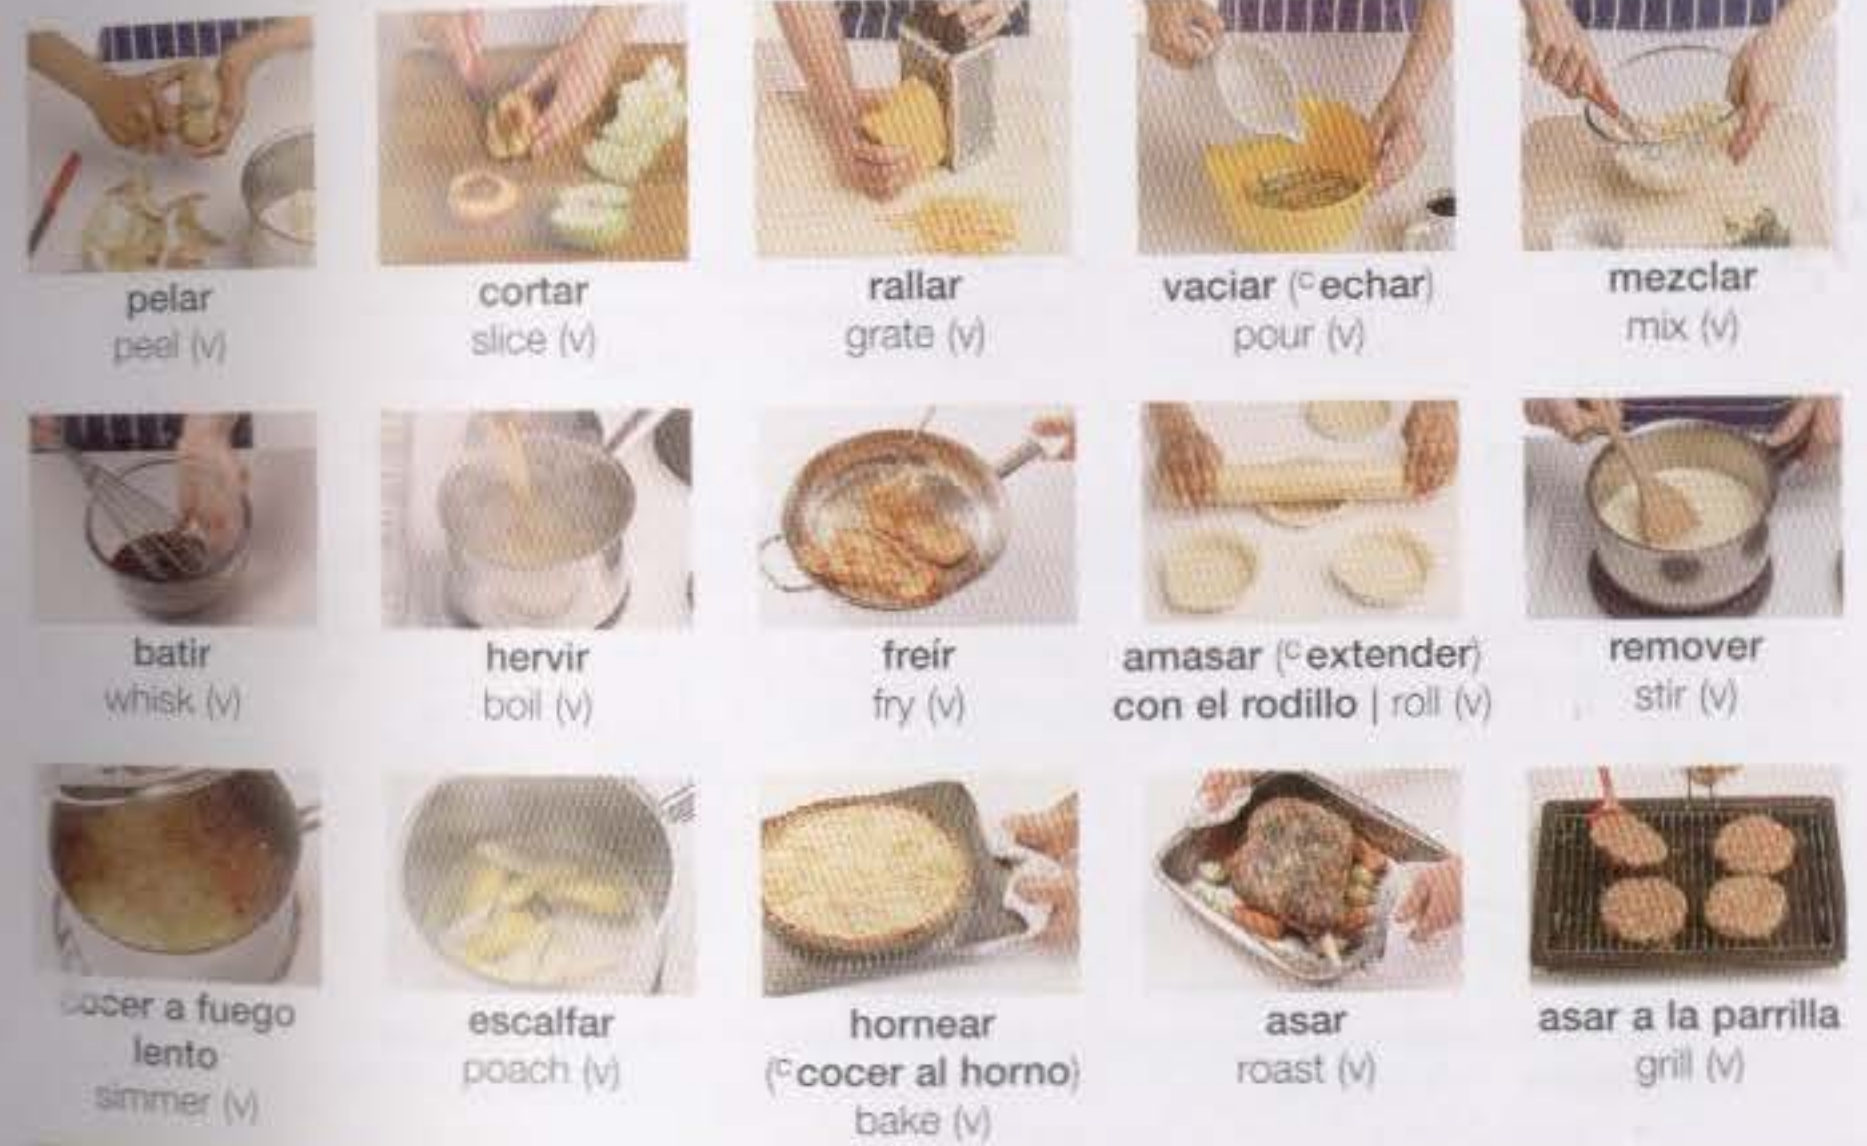 pelar
peel (v)
cortar
slice (v)
rallar
grate (v)
vaciar (ᶜechar)
pour (v)
mezclar
mix (v)
batir
whisk (v)
hervir
boil (v)
freír
fry (v)
amasar (ᶜextender)
con el rodillo | roll (v)
remover
stir (v)
cocer a fuego
lento
simmer (v)
escalfar
poach (v)
hornear
(ᶜcocer al horno)
bake (v)
asar
roast (v)
asar a la parrilla
grill (v)